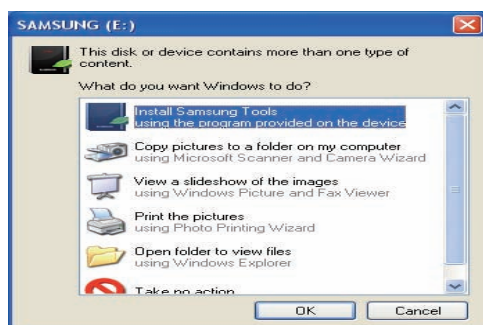 SAMSUNG (E:)
This disk or device contains more than one type of
content.
What do you want Windows to do?
Install Samsung Tools
using the program provided on the device
Copy pictures to a folder on my computer
using Microsoft Scanner and Camera Wizard
View a slideshow of the images
using Windows Picture and Fax Viewer
Print the pictures
using Photo Printing Wizard
Open folder to view files
using Windows Explorer
Take no action
OK
Cancel